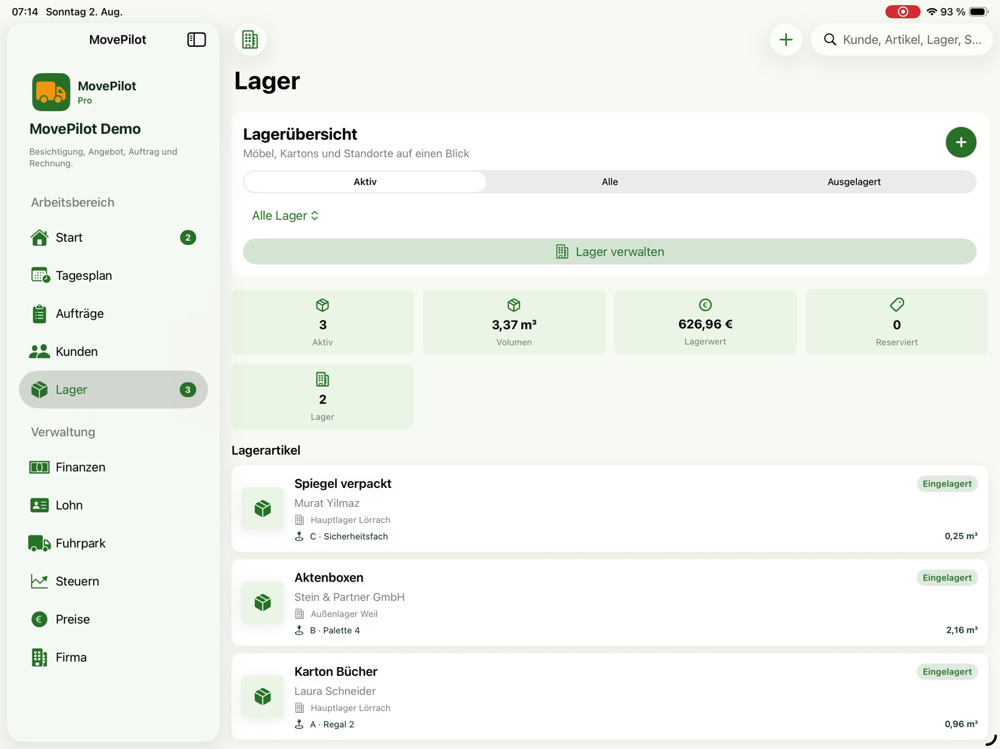 07:14 Sonntag 2. Aug.
93 %
MovePilot
MovePilot
Pro
MovePilot Demo
Besichtigung, Angebot, Auftrag und
Rechnung.
Arbeitsbereich
Start 2
Tagesplan
Aufträge
Kunden
Lager 3
Verwaltung
Finanzen
Lohn
Fuhrpark
Steuern
Preise
Firma
Kunde, Artikel, Lager, S...
Lager
Lagerübersicht
Möbel, Kartons und Standorte auf einen Blick
Aktiv Alle Ausgelagert
Alle Lager
Lager verwalten
3
Aktiv
3,37 m³
Volumen
626,96 €
Lagerwert
0
Reserviert
2
Lager
Lagerartikel
Spiegel verpackt
Eingelagert
Murat Yilmaz
Hauptlager Lörrach
C · Sicherheitsfach
0,25 m³
Aktenboxen
Eingelagert
Stein & Partner GmbH
Außenlager Weil
B · Palette 4
2,16 m³
Karton Bücher
Eingelagert
Laura Schneider
Hauptlager Lörrach
A · Regal 2
0,96 m³